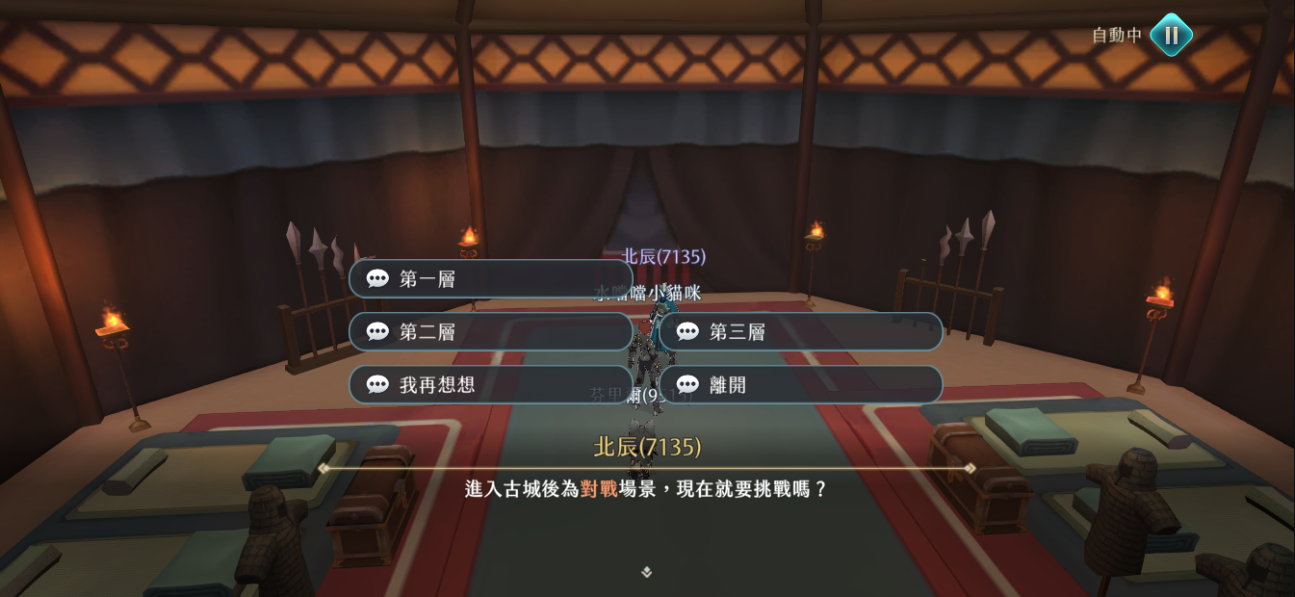 自動中
北辰(7135)
第一層
水噹噹小貓咪
第二層
第三層
我再想想
離開
北辰(7135)
進入古城後為對戰場景，現在就要挑戰嗎？